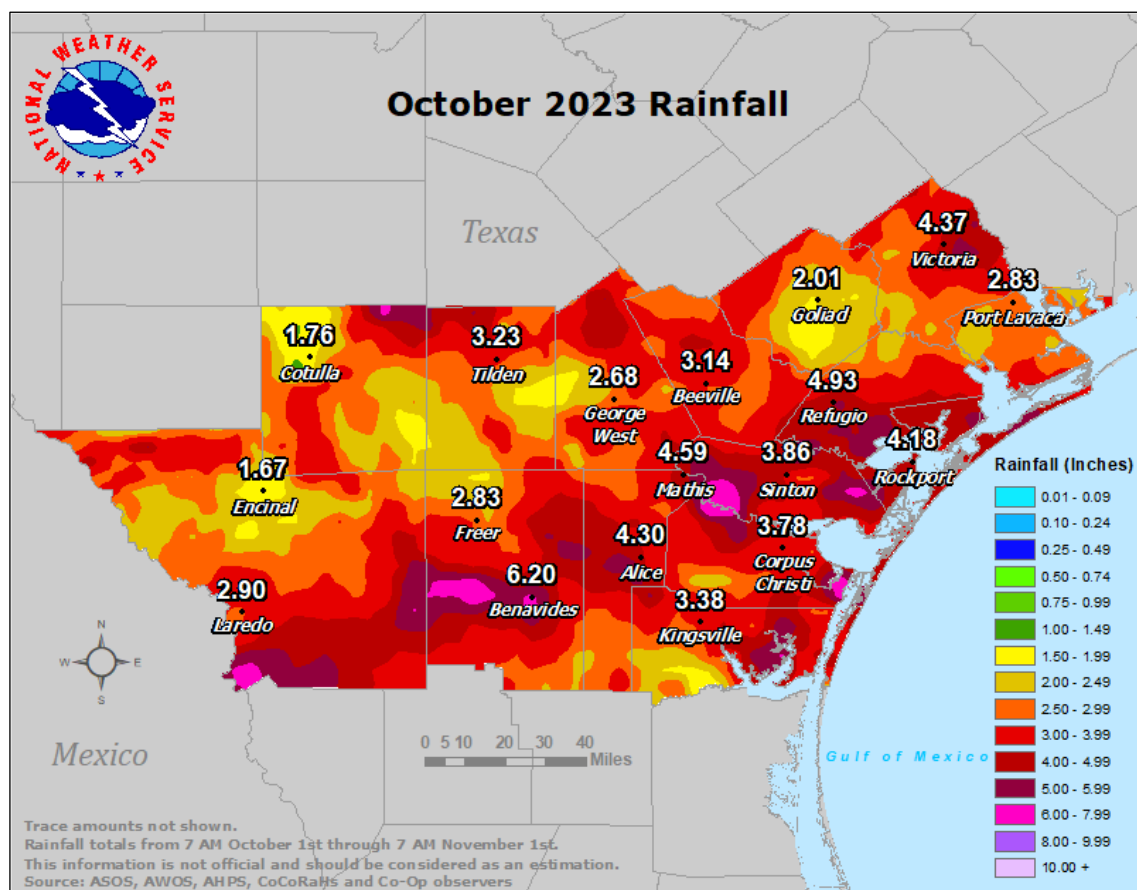 NATIONAL WEATHER SERVICE
October 2023 Rainfall
Texas
4.37
Victoria
2.01
Goliad
2.83
Port Lavaca
1.76
Cotulla
3.23
Tilden
2.68
George
West
3.14
Beeville
4.93
Refugio
4.18
Rockport
1.67
Encinal
2.83
Freer
4.59
Mathis
3.86
Sinton
4.30
Alice
3.78
Corpus
Christi
2.90
Laredo
6.20
Benavides
3.38
Kingsville
N
W E
S
Mexico
0 5 10 20 30 40
Miles
Gulf of Mexico
Rainfall (Inches)
0.01 - 0.09
0.10 - 0.24
0.25 - 0.49
0.50 - 0.74
0.75 - 0.99
1.00 - 1.49
1.50 - 1.99
2.00 - 2.49
2.50 - 2.99
3.00 - 3.99
4.00 - 4.99
5.00 - 5.99
6.00 - 7.99
8.00 - 9.99
10.00 +
Trace amounts not shown.
Rainfall totals from 7 AM October 1st through 7 AM November 1st.
This information is not official and should be considered as an estimation.
Source: ASOS, AWOS, AHPS, CoCoRaHs and Co-Op observers